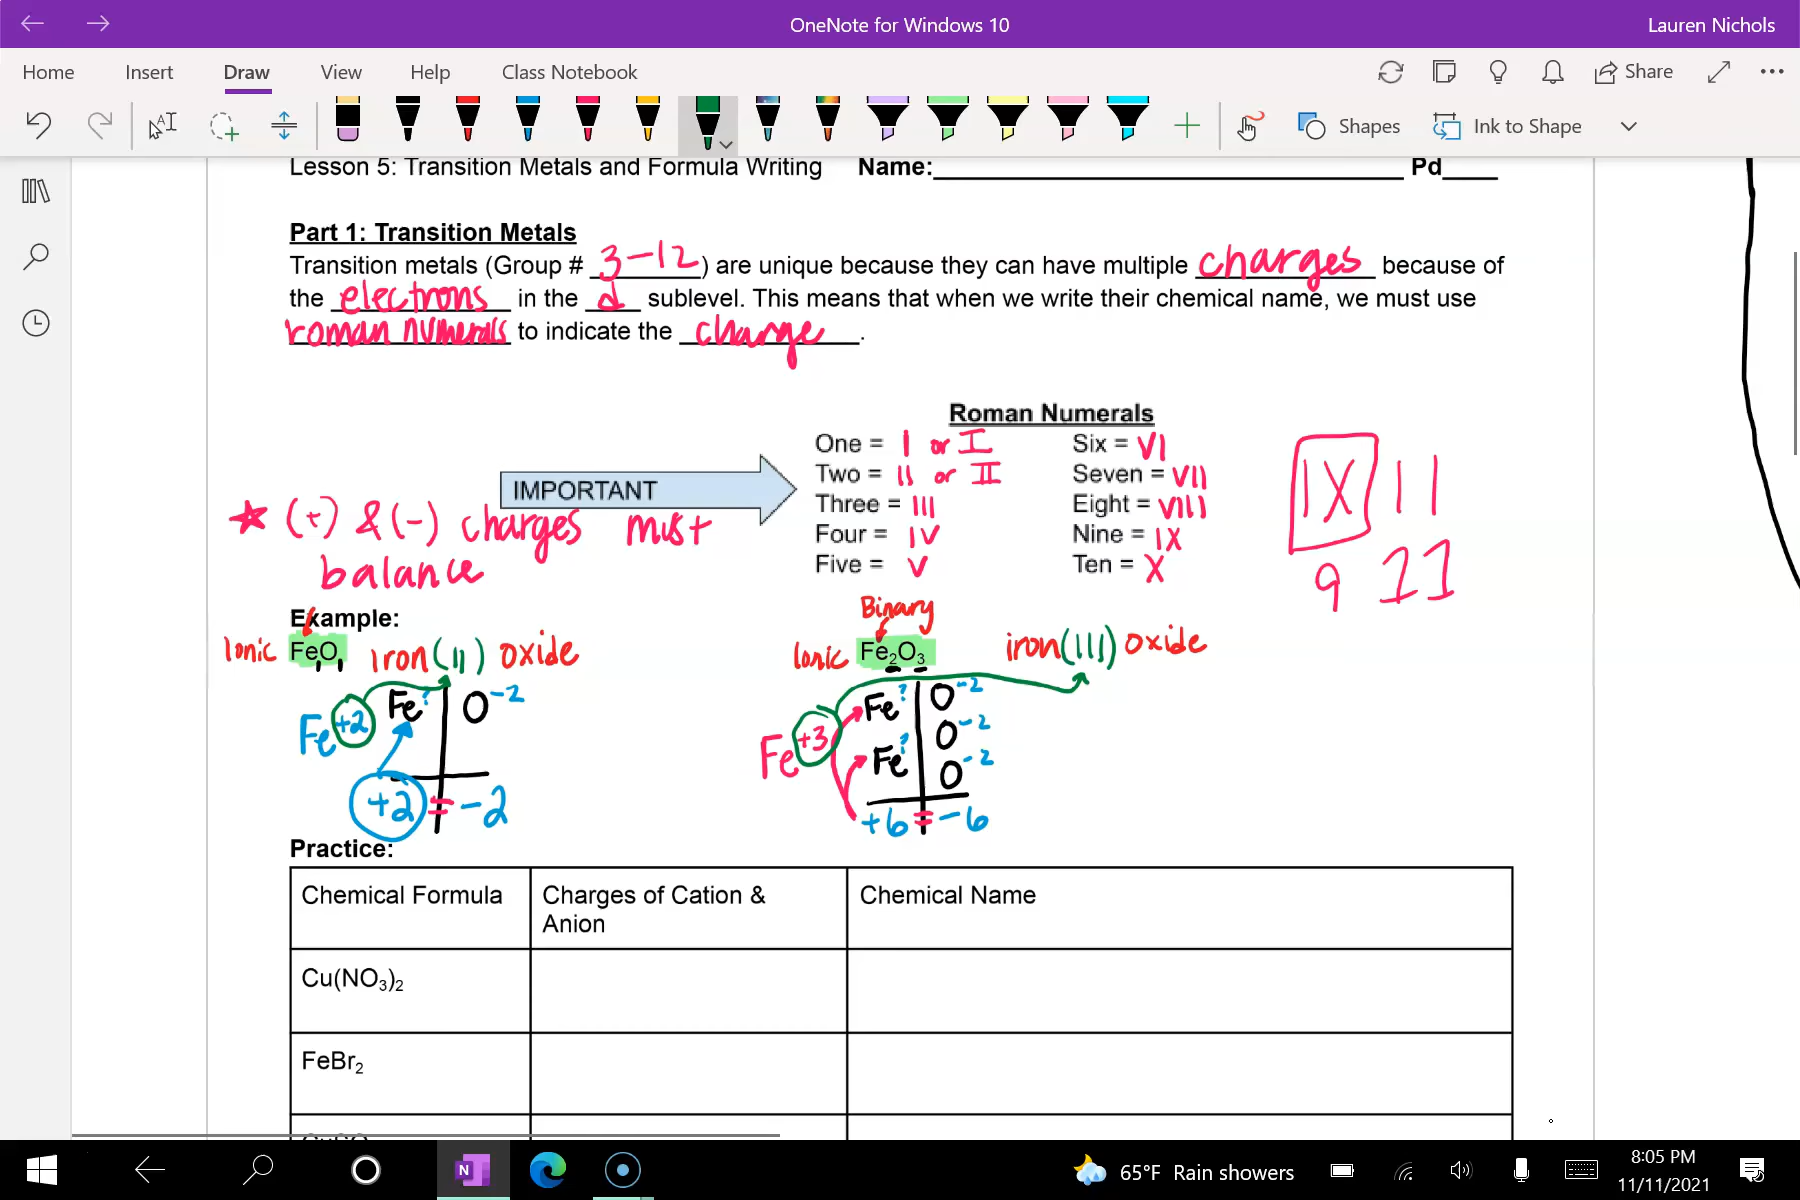 OneNote for Windows 10
Lauren Nichols
Home Insert Draw View Help Class Notebook Share
Shapes Ink to Shape
Lesson 5: Transition Metals and Formula Writing Name: Pd
Part 1: Transition Metals
Transition metals (Group # 3-12) are unique because they can have multiple charges because of
the electrons in the d sublevel. This means that when we write their chemical name, we must use
roman numerals to indicate the charge.
Roman Numerals
One = I or I Six = VI
Two = II or II Seven = VII
Three = III Eight = VIII
Four = IV Nine = IX
Five = V Ten = X
IX 11
9 11
IMPORTANT
★ (+) & (-) charges must
balance
Example:
Ionic FeO, iron(II) oxide
Fe+2 Fe? O-2
+2 = -2
Binary
Ionic Fe₂O₃ iron(III) oxide
Fe+3 Fe? O-2
O-2
Fe? O-2
+6 = -6
Practice:
Chemical Formula Charges of Cation & Anion Chemical Name
Cu(NO₃)₂
FeBr₂
65°F Rain showers
8:05 PM
11/11/2021